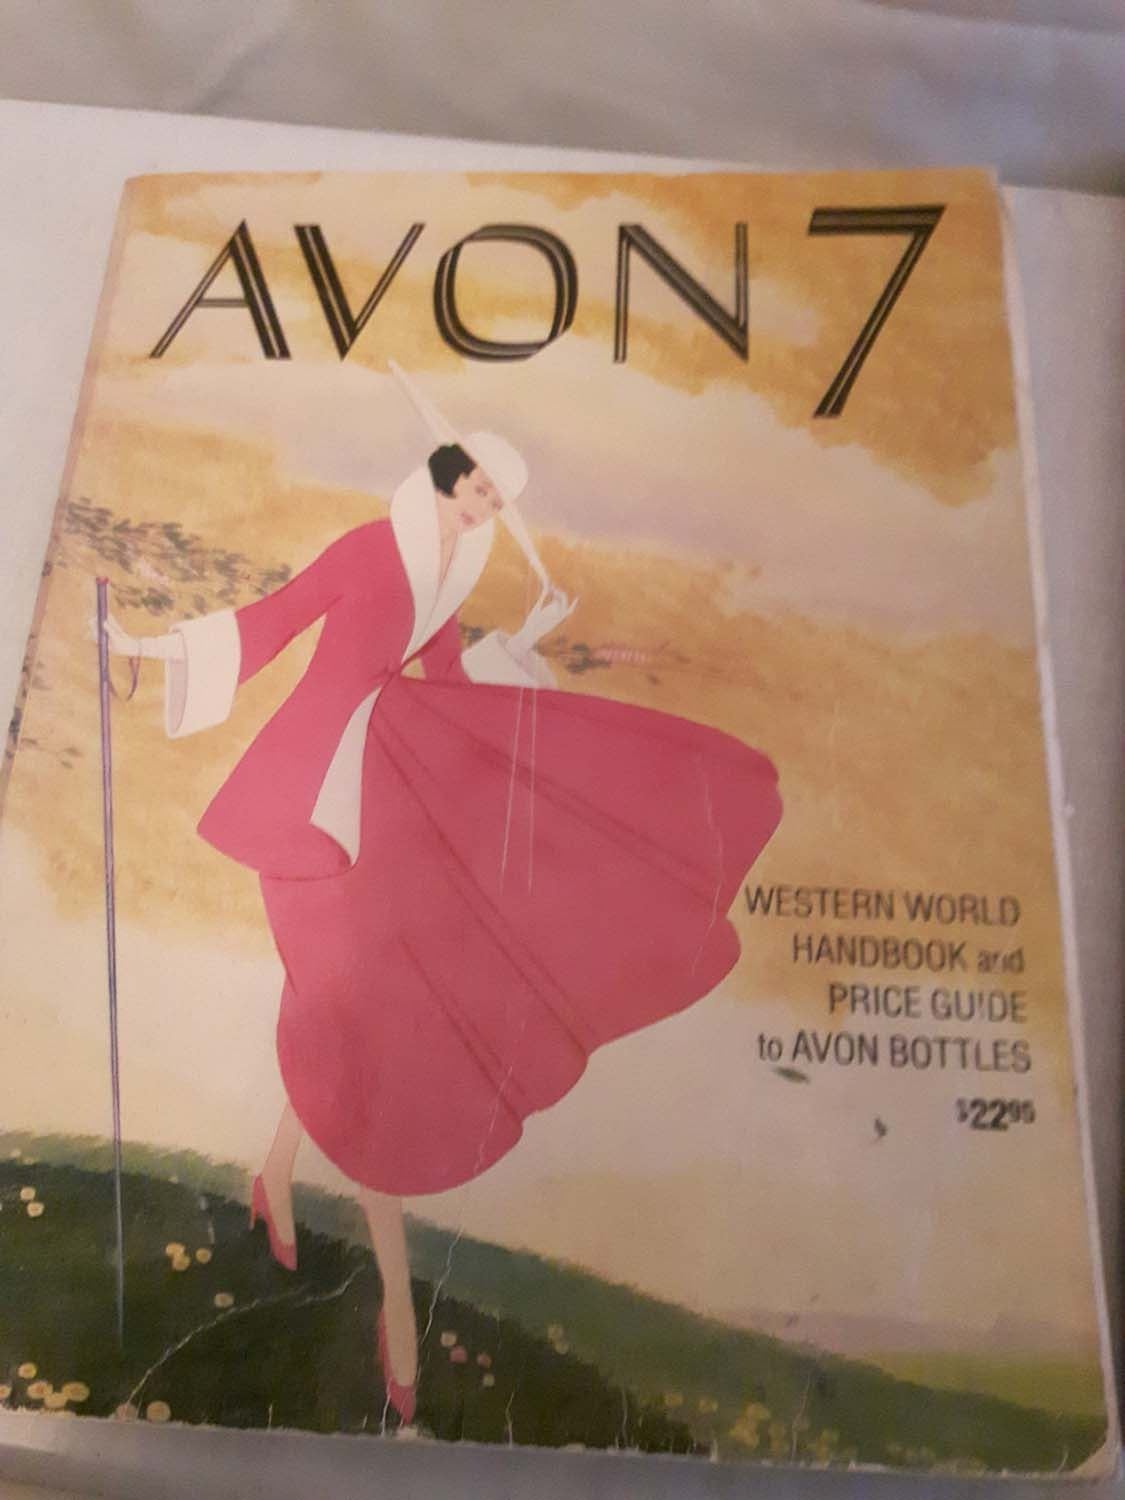 AVON 7
WESTERN WORLD
HANDBOOK and
PRICE GUIDE
to AVON BOTTLES
$22.95